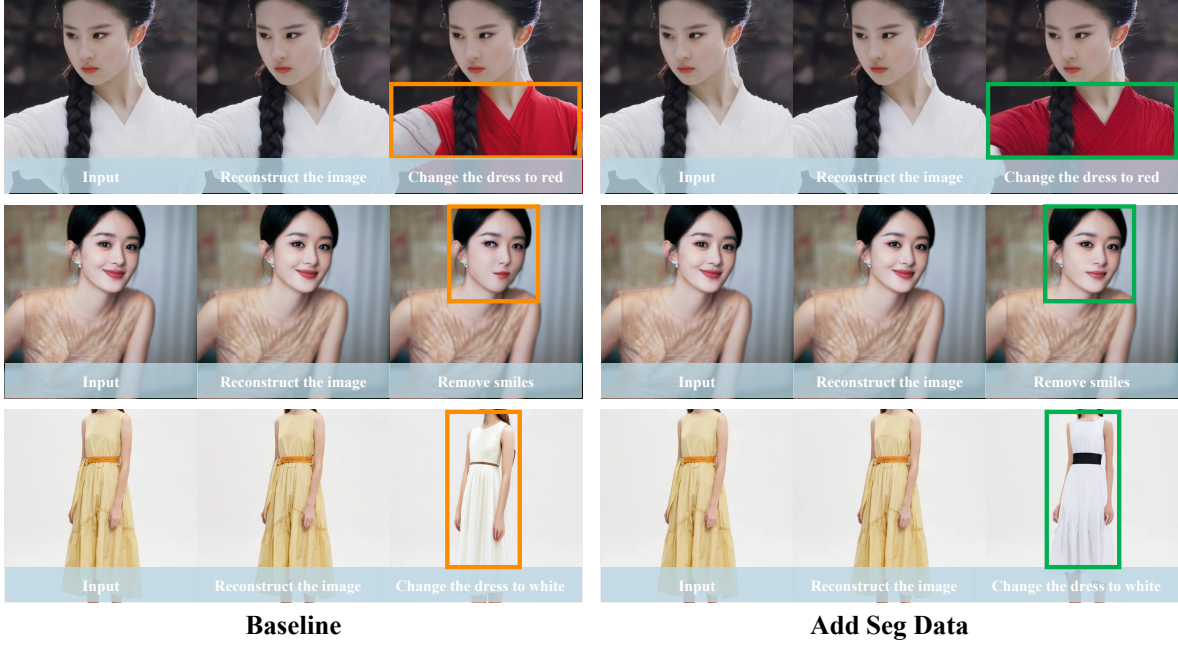 Input Reconstruct the image Change the dress to red Input Reconstruct the image Change the dress to red
Input Reconstruct the image Remove smiles Input Reconstruct the image Remove smiles
Input Reconstruct the image Change the dress to white Input Reconstruct the image Change the dress to white
Baseline Add Seg Data